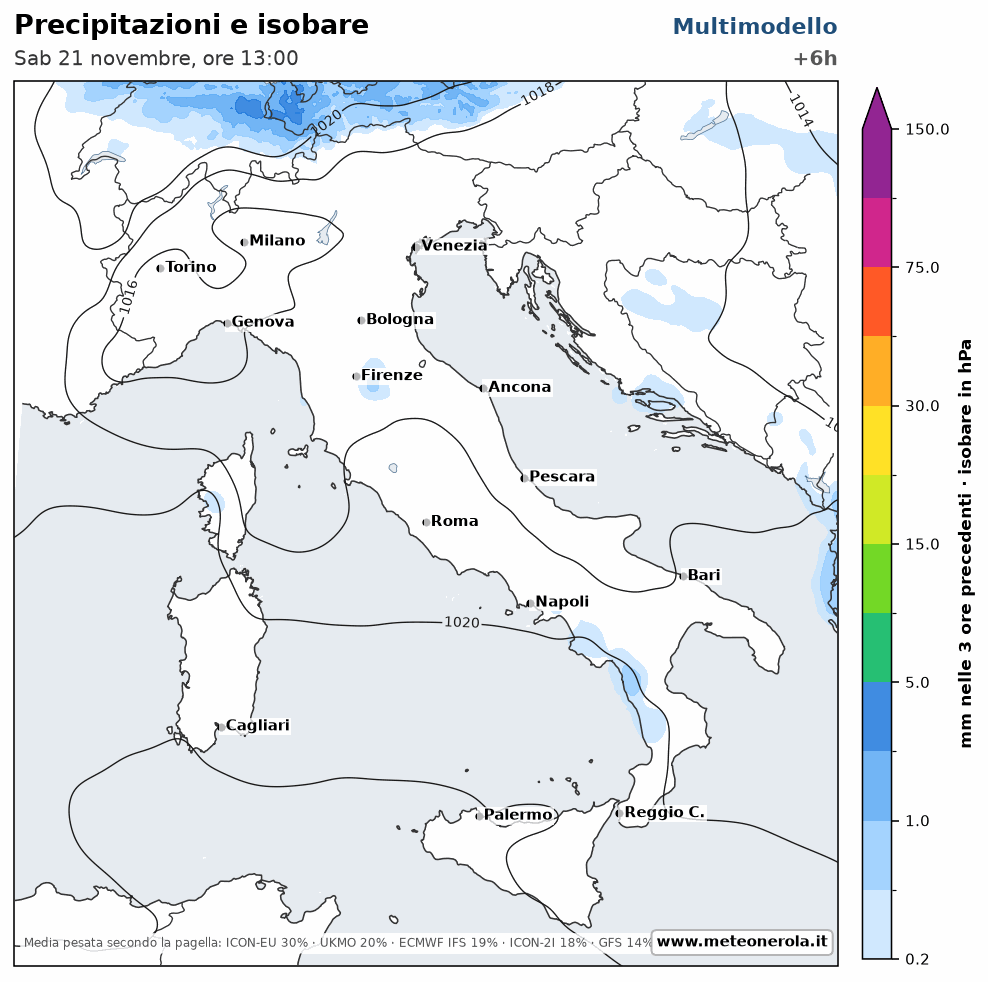 Precipitazioni e isobare
Multimodello
Sab 21 novembre, ore 13:00
+6h
1018
1020
1014
150.0
Milano
Venezia
Torino
75.0
1016
Genova
Bologna
Firenze
Ancona
30.0
Pescara
Roma
15.0
Bari
Napoli
1020
5.0
Cagliari
Palermo
Reggio C.
1.0
mm nelle 3 ore precedenti · isobare in hPa
Media pesata secondo la pagella: ICON-EU 30% · UKMO 20% · ECMWF IFS 19% · ICON-2I 18% · GFS 14%
www.meteonerola.it
0.2